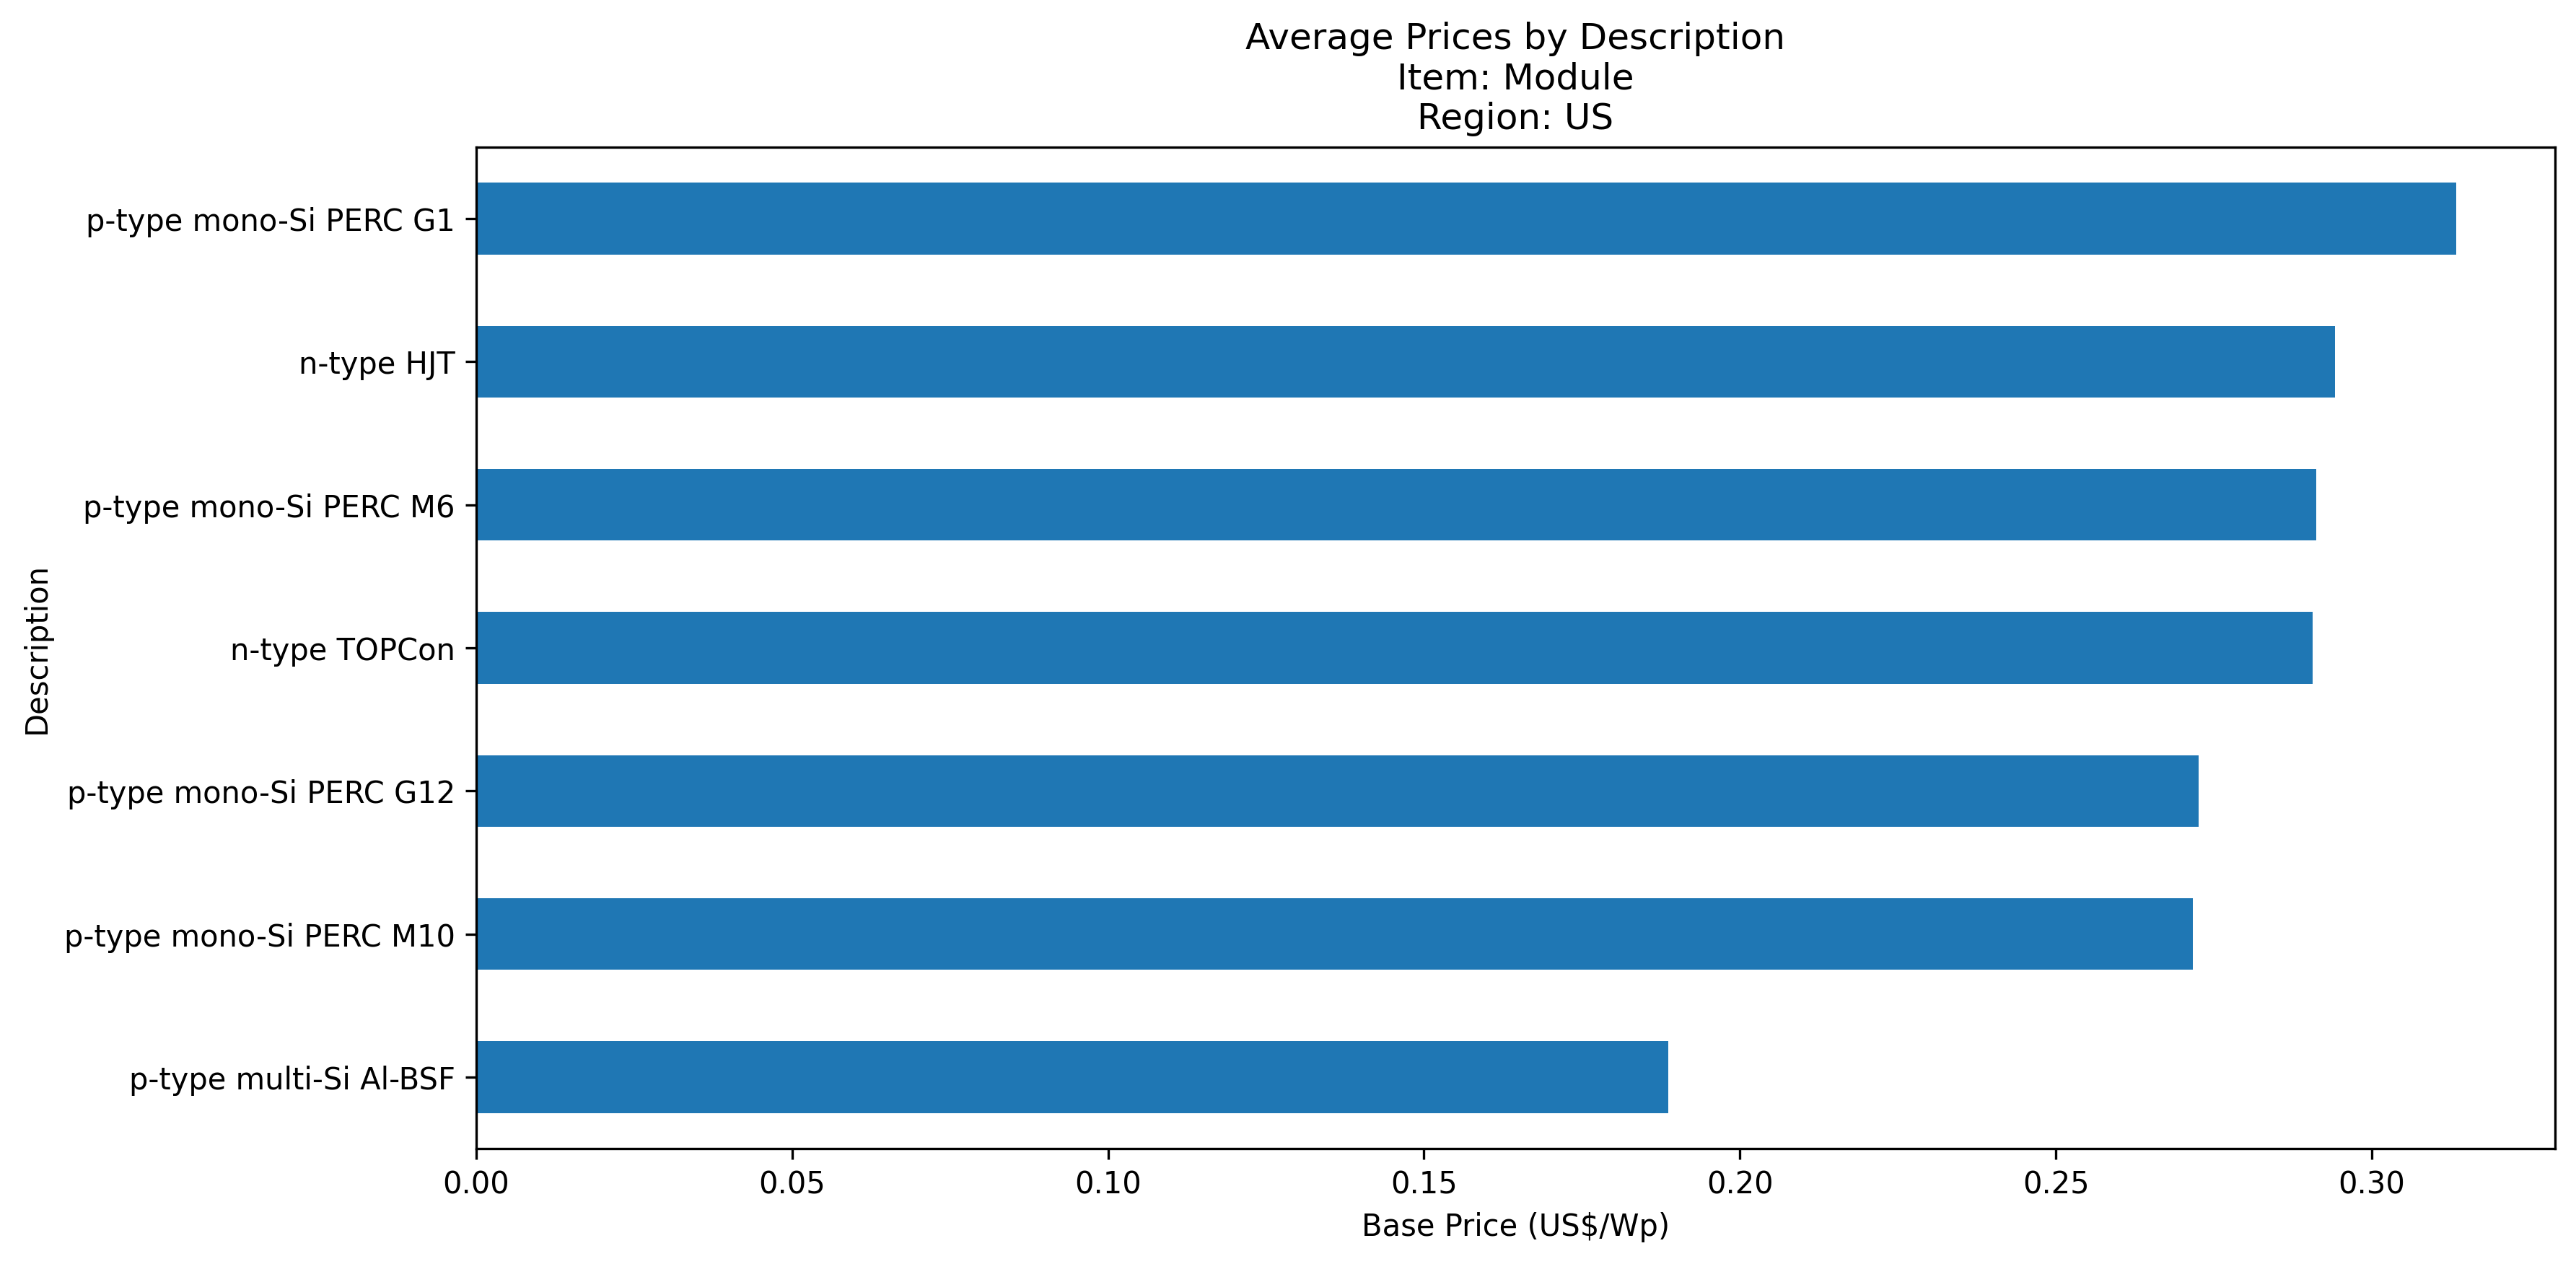 Average Prices by Description
Item: Module
Region: US
Description
p-type mono-Si PERC G1
n-type HJT
p-type mono-Si PERC M6
n-type TOPCon
p-type mono-Si PERC G12
p-type mono-Si PERC M10
p-type multi-Si Al-BSF
0.00 0.05 0.10 0.15 0.20 0.25 0.30
Base Price (US$/Wp)